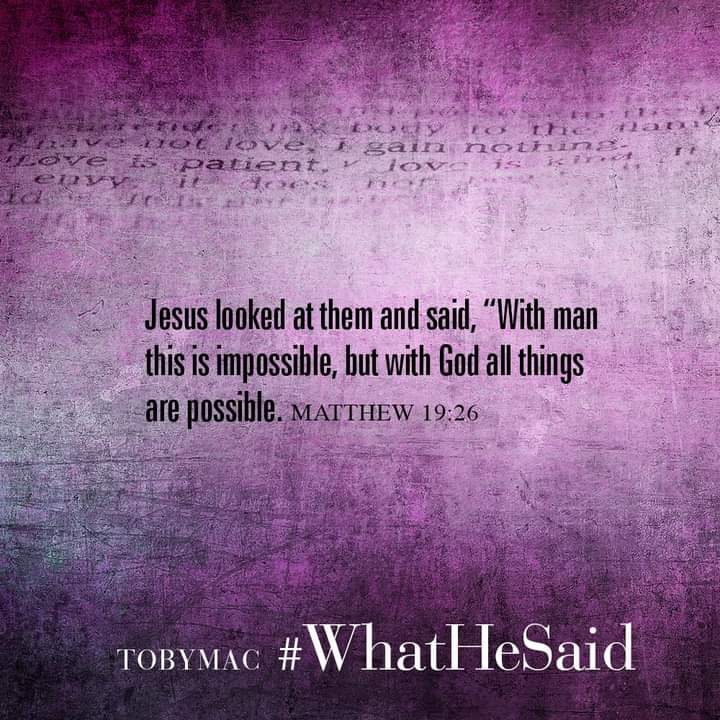 body to the flam
have not love, I gain nothing.
Love is patient, love is kind.
envy, it does not
Jesus looked at them and said, “With man
this is impossible, but with God all things
are possible. MATTHEW 19:26
TOBYMAC #WhatHeSaid